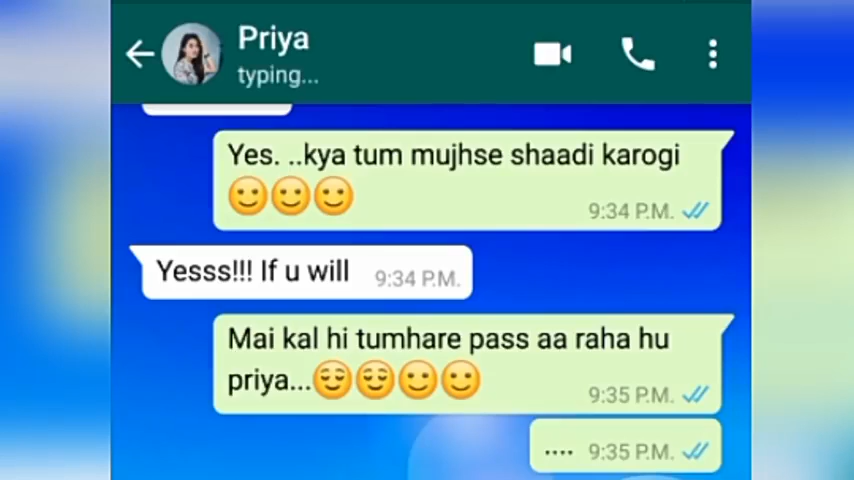 Priya
typing...
Yes. ..kya tum mujhse shaadi karogi
🙂🙂🙂
9:34 P.M.
Yesss!!! If u will 9:34 P.M.
Mai kal hi tumhare pass aa raha hu
priya...😌😌🙂🙂
9:35 P.M.
.... 9:35 P.M.